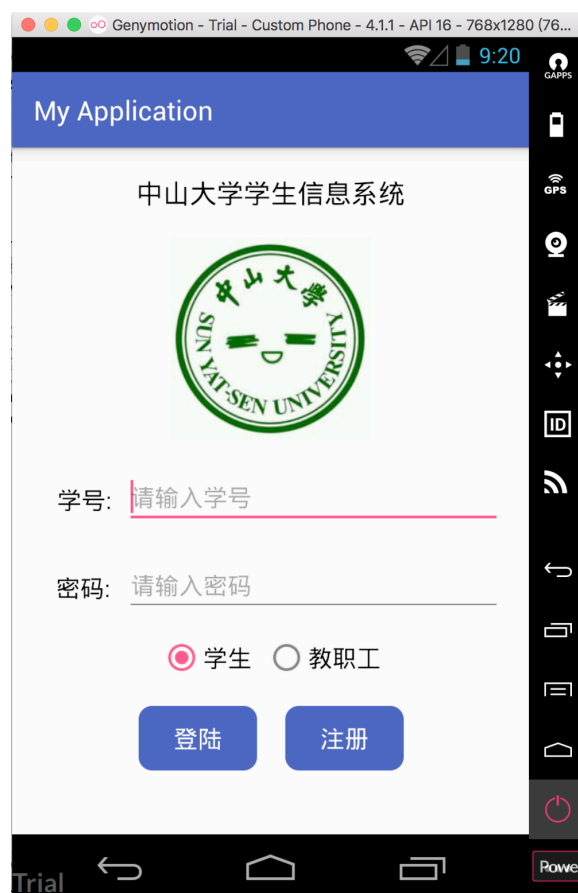 Genymotion - Trial - Custom Phone - 4.1.1 - API 16 - 768x1280 (76...
9:20
GAPPS
My Application
GPS
中山大学学生信息系统
中山大學
SUN YAT-SEN UNIVERSITY
ID
学号: 请输入学号
密码: 请输入密码
学生 教职工
登陆 注册
Trial